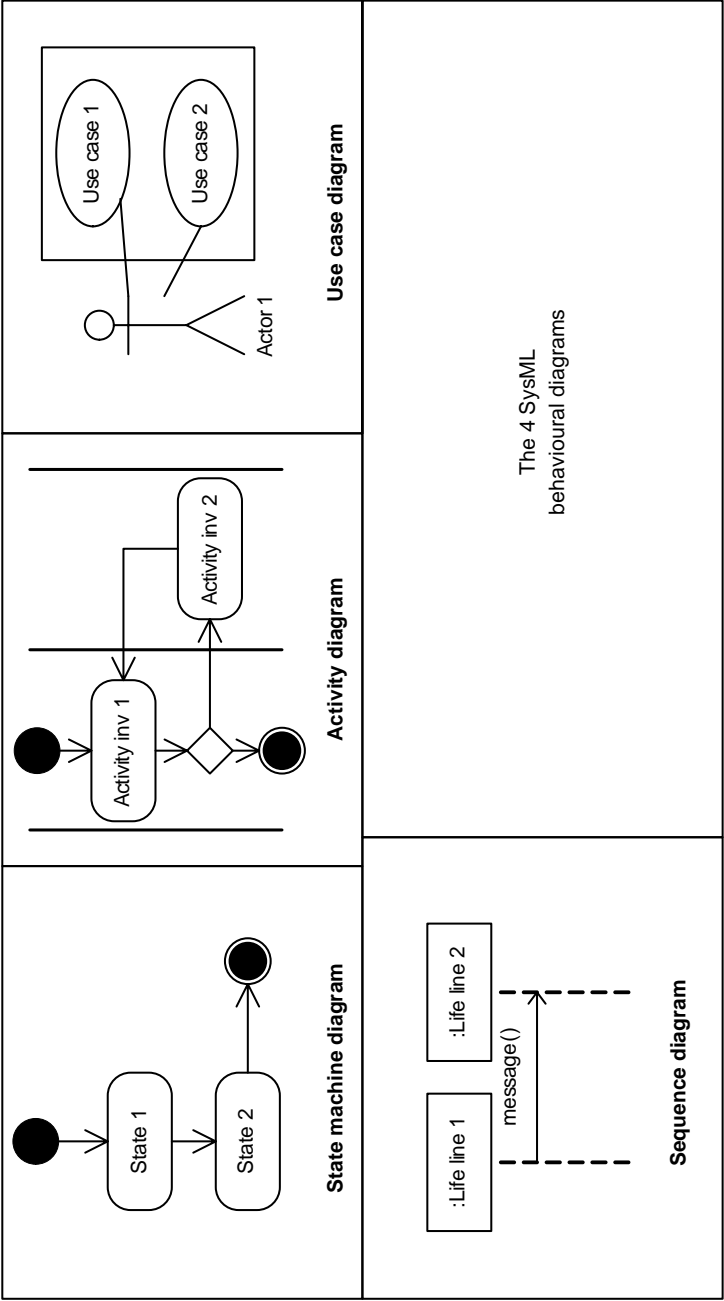 State 1
State 2
State machine diagram
Activity inv 1
Activity inv 2
Activity diagram
Use case 1
Use case 2
Actor 1
Use case diagram
:Life line 1
:Life line 2
message()
Sequence diagram
The 4 SysML
behavioural diagrams